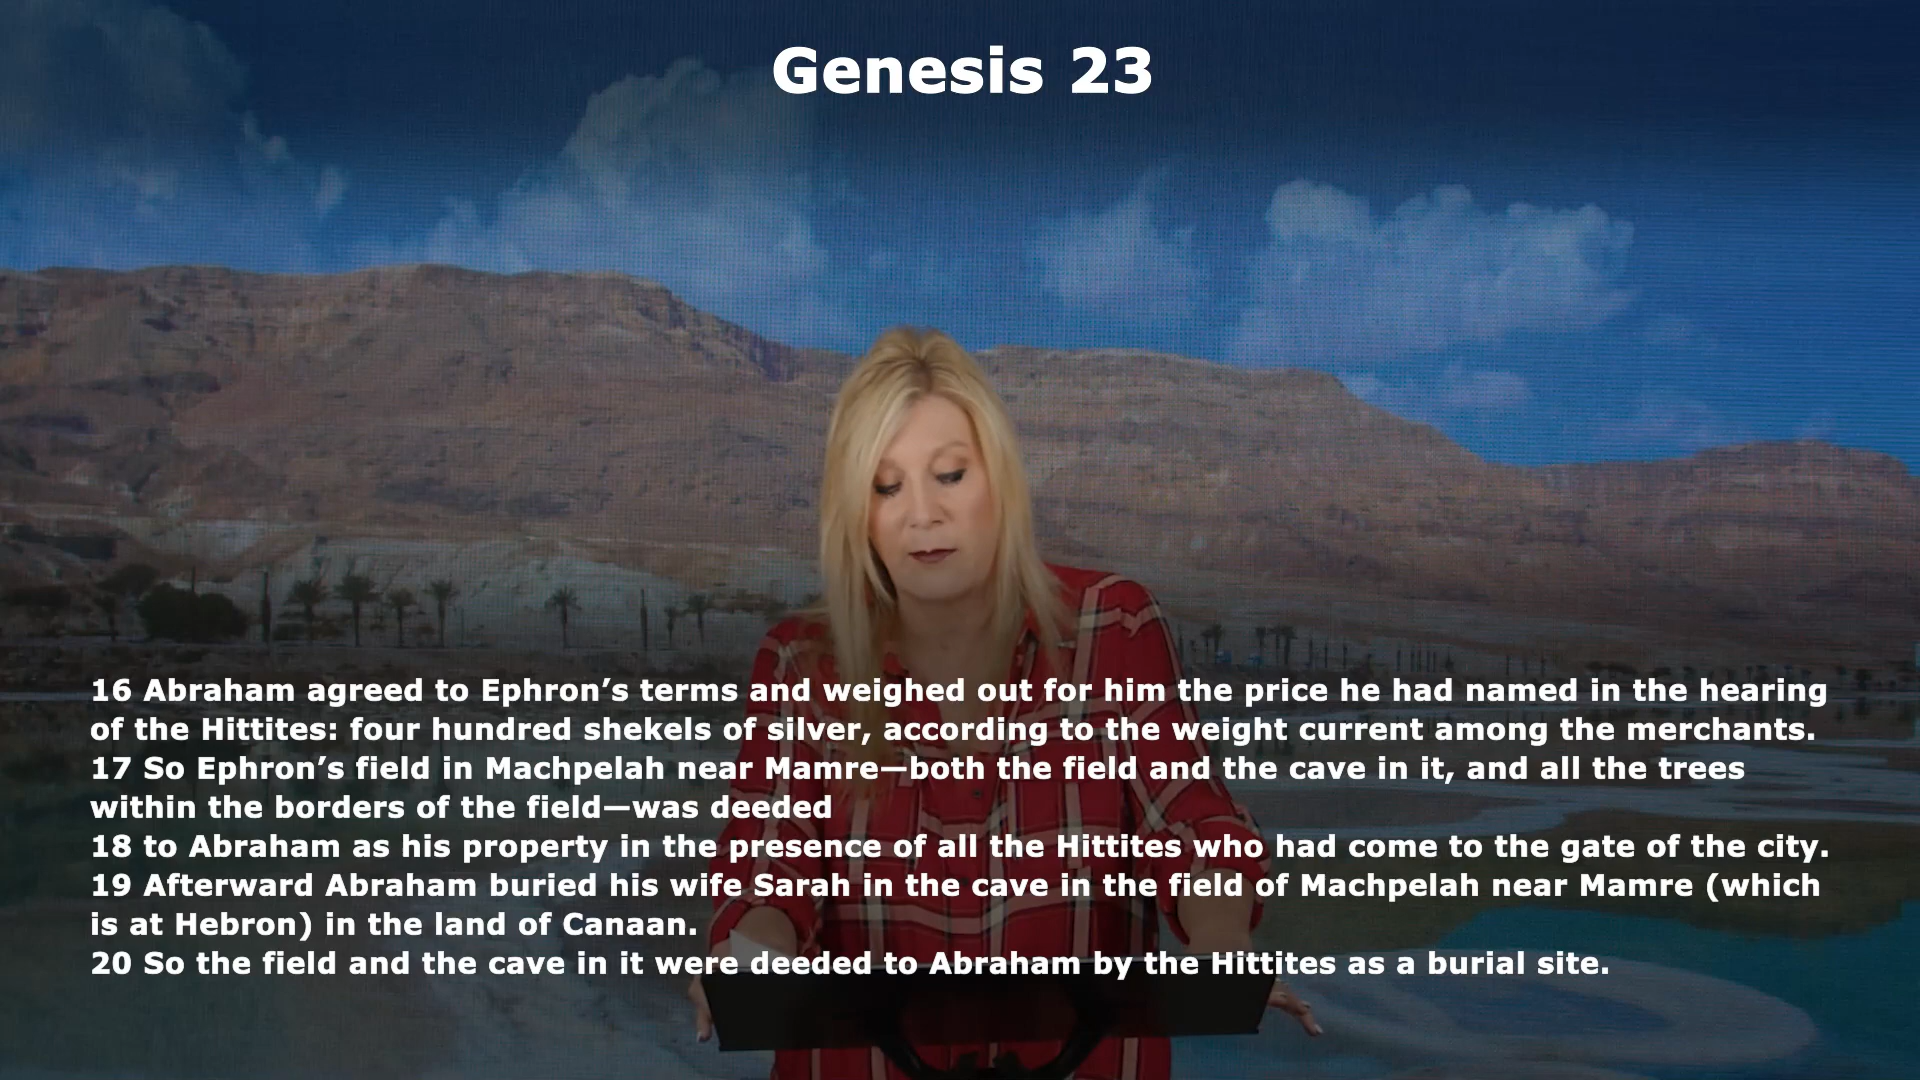 Genesis 23
16 Abraham agreed to Ephron’s terms and weighed out for him the price he had named in the hearing
of the Hittites: four hundred shekels of silver, according to the weight current among the merchants.
17 So Ephron’s field in Machpelah near Mamre—both the field and the cave in it, and all the trees
within the borders of the field—was deeded
18 to Abraham as his property in the presence of all the Hittites who had come to the gate of the city.
19 Afterward Abraham buried his wife Sarah in the cave in the field of Machpelah near Mamre (which
is at Hebron) in the land of Canaan.
20 So the field and the cave in it were deeded to Abraham by the Hittites as a burial site.